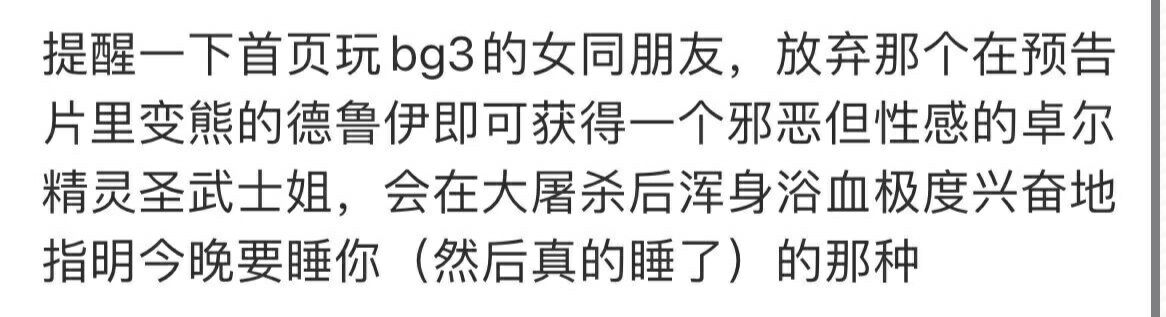 提醒一下首页玩bg3的女同朋友，放弃那个在预告
片里变熊的德鲁伊即可获得一个邪恶但性感的卓尔
精灵圣武士姐，会在大屠杀后浑身浴血极度兴奋地
指明今晚要睡你（然后真的睡了）的那种